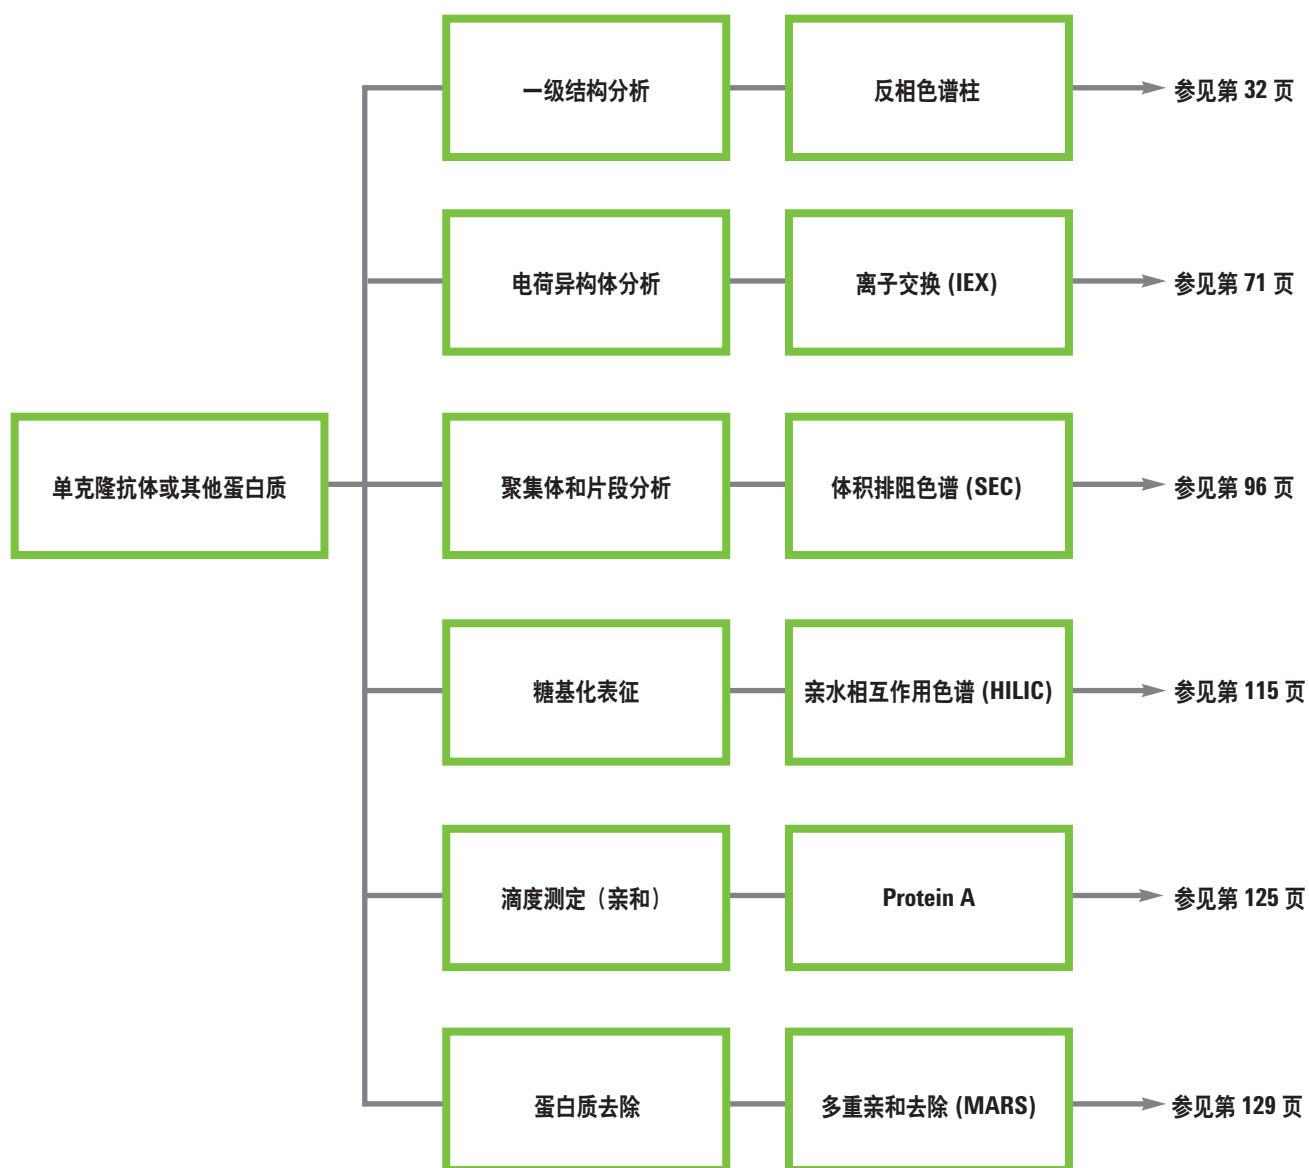 一级结构分析
反相色谱柱
参见第 32 页
电荷异构体分析
离子交换 (IEX)
参见第 71 页
单克隆抗体或其他蛋白质
聚集体和片段分析
体积排阻色谱 (SEC)
参见第 96 页
糖基化表征
亲水相互作用色谱 (HILIC)
参见第 115 页
滴度测定（亲和）
Protein A
参见第 125 页
蛋白质去除
多重亲和去除 (MARS)
参见第 129 页